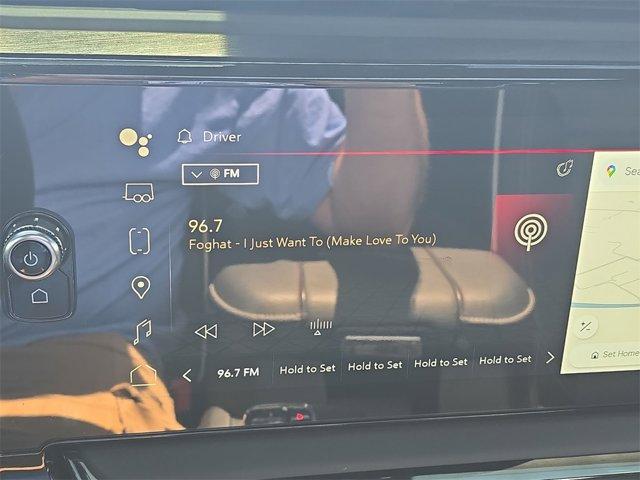 Driver
FM
Sea
96.7
Foghat - I Just Want To (Make Love To You)
96.7 FM
Hold to Set
Hold to Set
Hold to Set
Hold to Set
Set Home